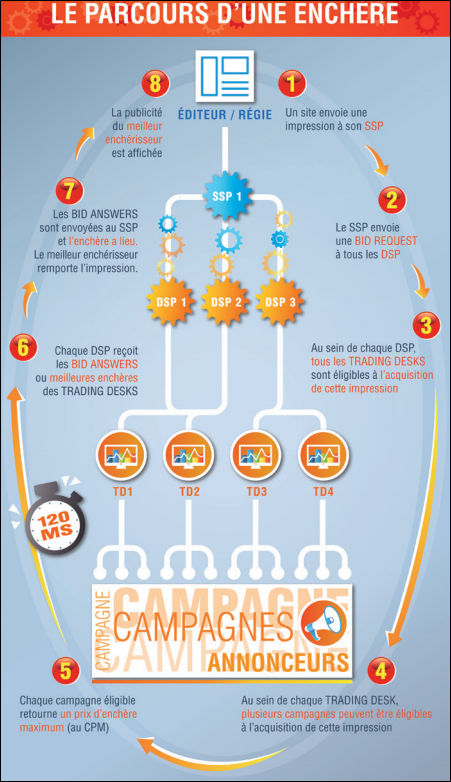 LE PARCOURS D'UNE ENCHÈRE
8
1
ÉDITEUR / RÉGIE
La publicité
du meilleur
enchérisseur
est affichée
Un site envoie une
impression à son SSP
7
SSP 1
2
Les BID ANSWERS
sont envoyées au SSP
et l'enchère a lieu.
Le meilleur enchérisseur
remporte l'impression.
Le SSP envoie
une BID REQUEST
à tous les DSP
DSP 1
DSP 2
DSP 3
3
6
Chaque DSP reçoit
les BID ANSWERS
ou meilleures enchères
des TRADING DESKS
Au sein de chaque DSP,
tous les TRADING DESKS
sont éligibles à l'acquisition
de cette impression
TD1
TD2
TD3
TD4
120
MS
CAMPAGNE
CAMPAGNE
CAMPAGNES
CAMPAGNE
ANNONCEURS
5
4
Chaque campagne éligible
retourne un prix d'enchère
maximum (au CPM)
Au sein de chaque TRADING DESK,
plusieurs campagnes peuvent être éligibles
à l'acquisition de cette impression